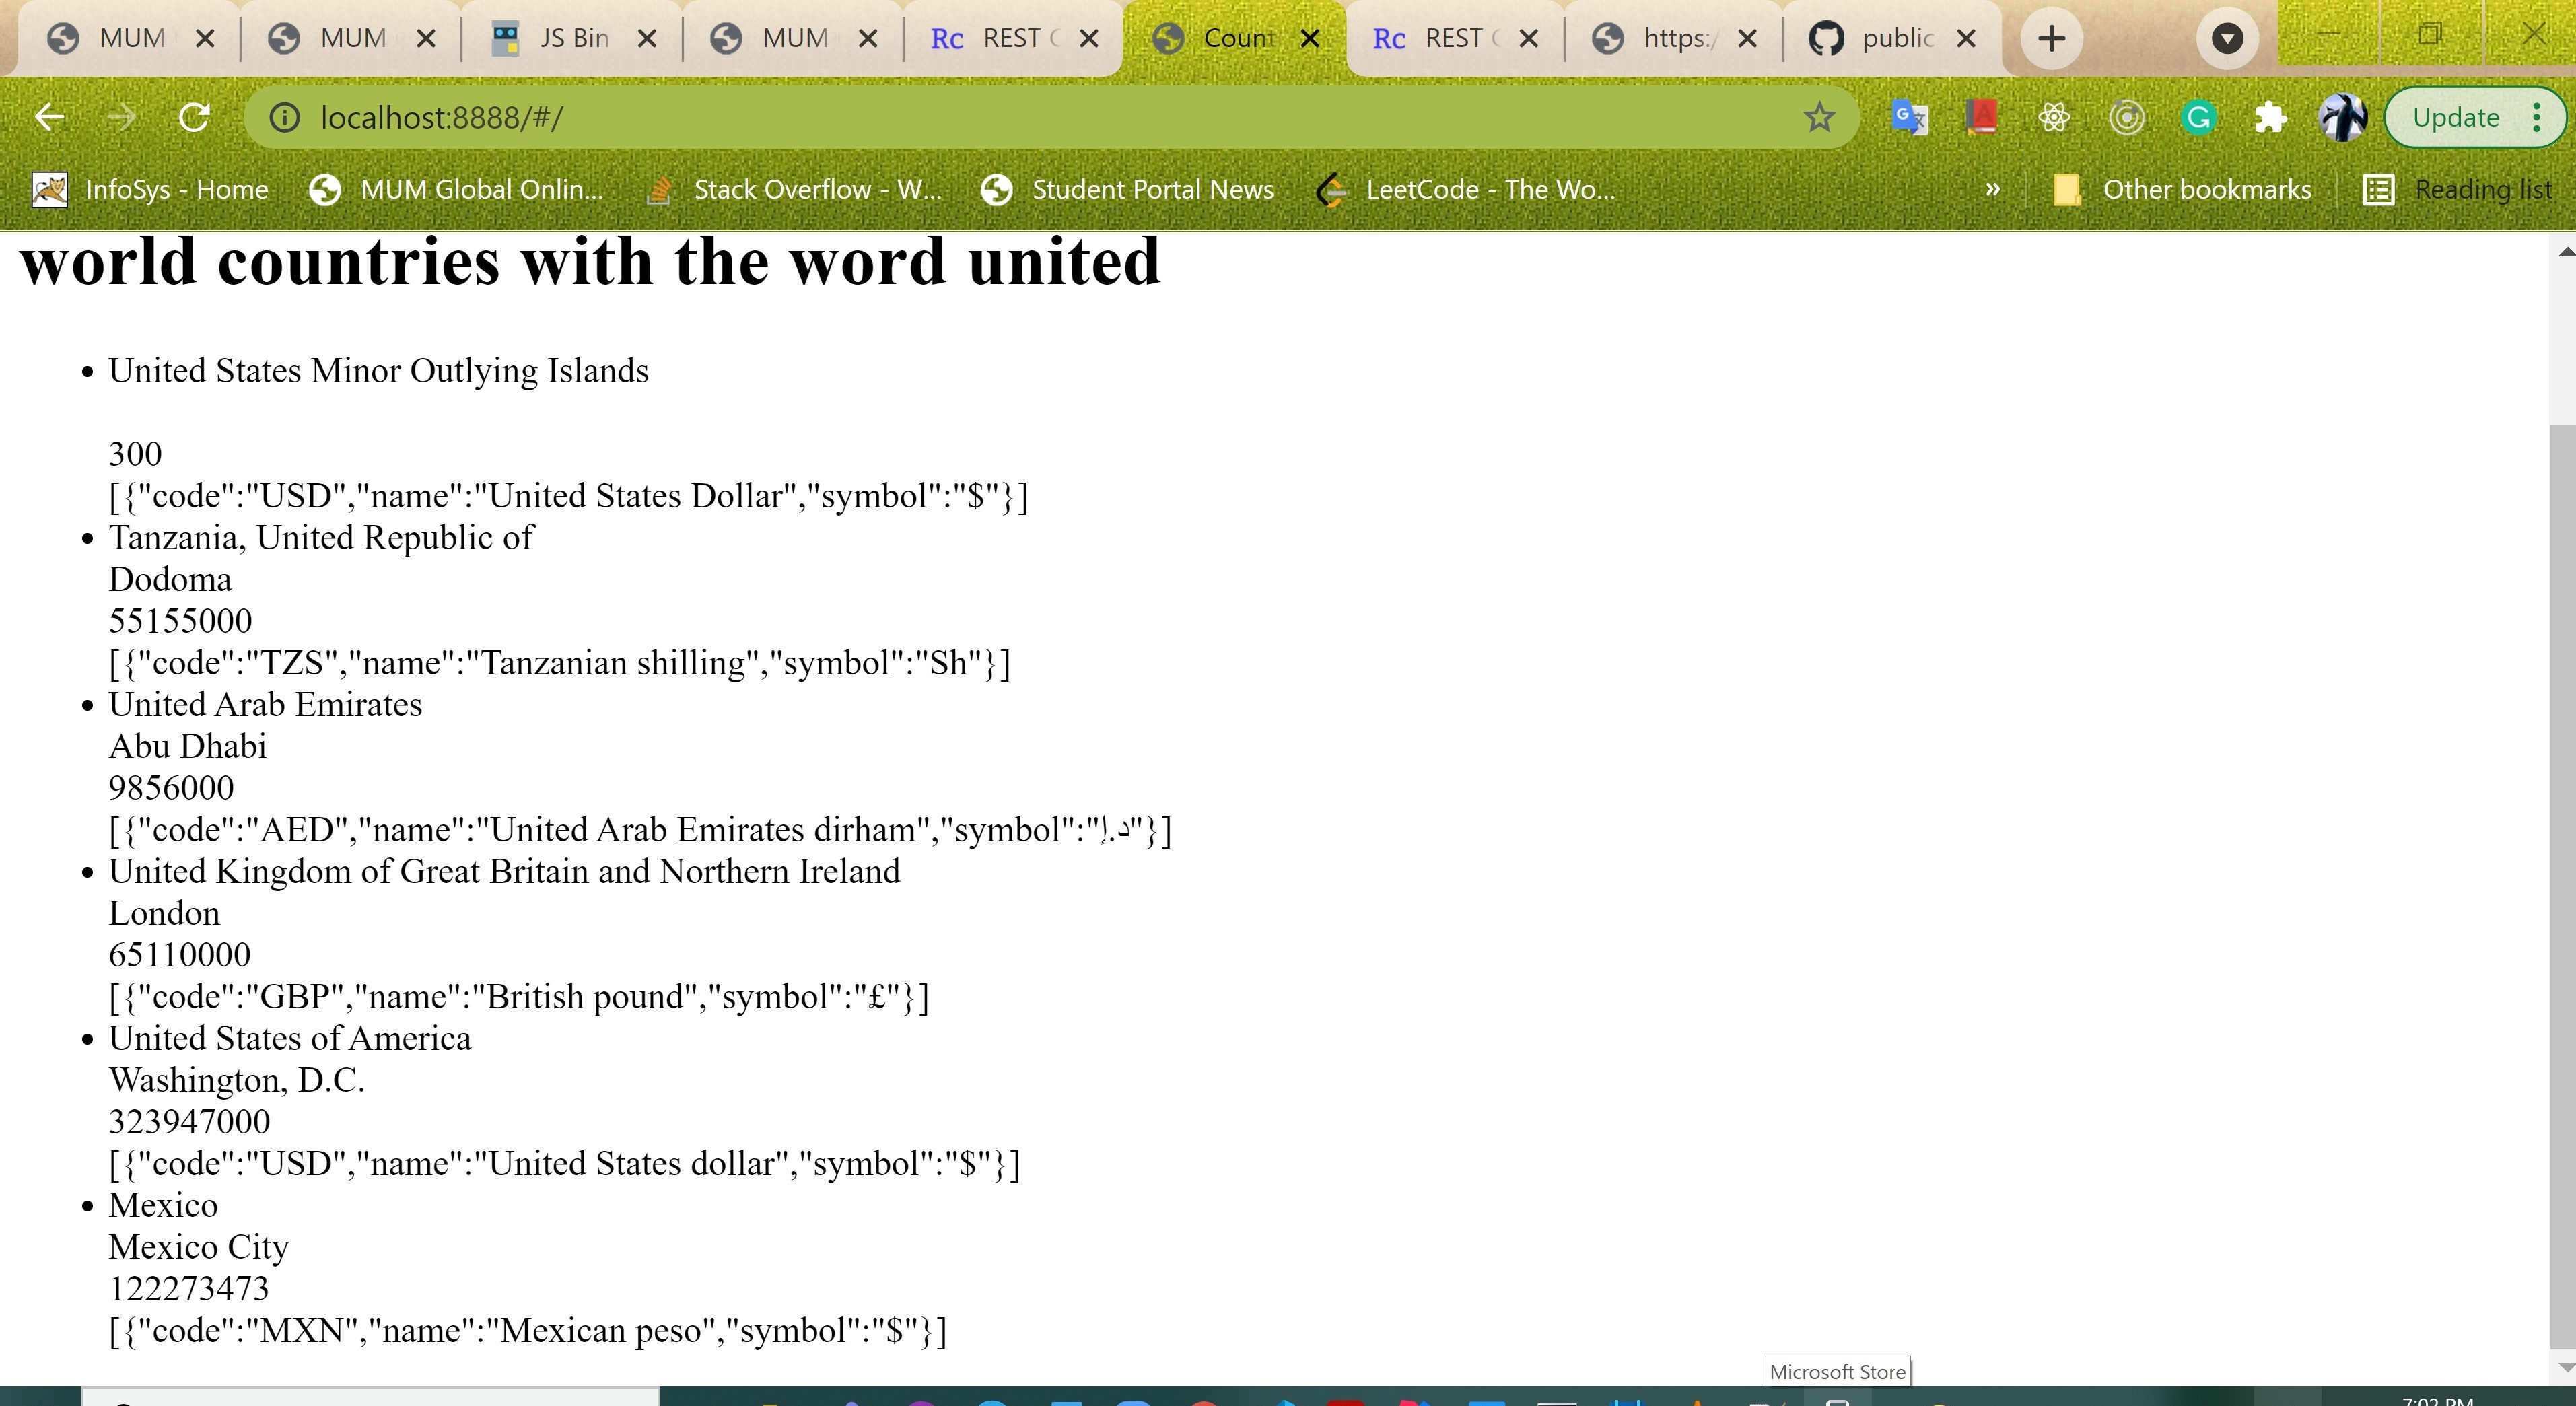 MUM
MUM
JS Bin
MUM
REST
Count
REST
https:/
public
localhost:8888/#/
Update
InfoSys - Home
MUM Global Onlin...
Stack Overflow - W...
Student Portal News
LeetCode - The Wo...
»
Other bookmarks
Reading list
world countries with the word united
• United States Minor Outlying Islands
300
[{"code":"USD","name":"United States Dollar","symbol":"$"}]
• Tanzania, United Republic of
Dodoma
55155000
[{"code":"TZS","name":"Tanzanian shilling","symbol":"Sh"}]
• United Arab Emirates
Abu Dhabi
9856000
[{"code":"AED","name":"United Arab Emirates dirham","symbol":"د.إ"}]
• United Kingdom of Great Britain and Northern Ireland
London
65110000
[{"code":"GBP","name":"British pound","symbol":"£"}]
• United States of America
Washington, D.C.
323947000
[{"code":"USD","name":"United States dollar","symbol":"$"}]
• Mexico
Mexico City
122273473
[{"code":"MXN","name":"Mexican peso","symbol":"$"}]
Microsoft Store
7:02 PM